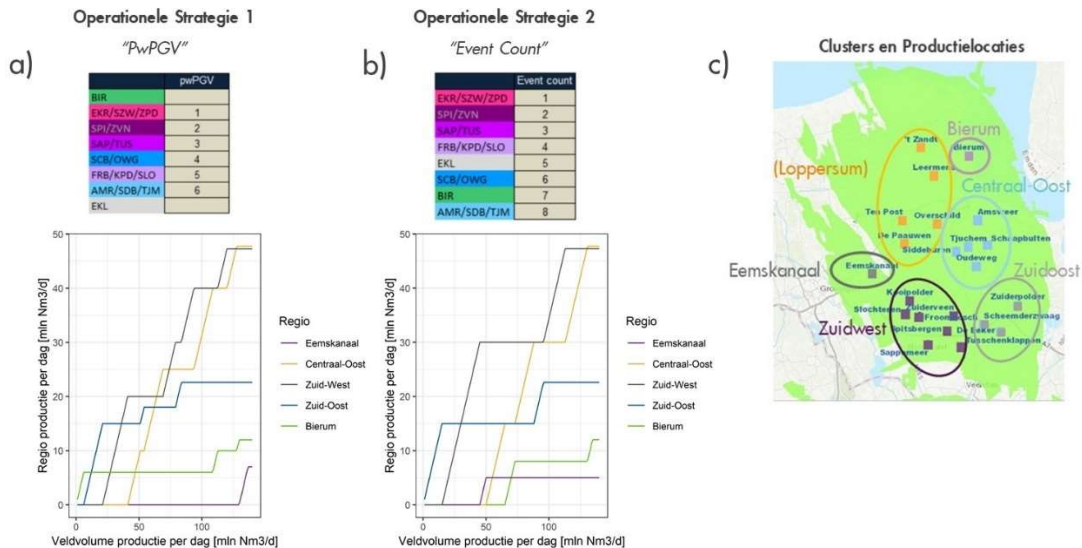 Operationele Strategie 1
"PwPGV"
a)
pwPGV
BIR
EKR/SZW/ZPD 1
SPI/ZVN 2
SAP/TUS 3
SCB/OWG 4
FRB/KPD/SLO 5
AMR/SDB/TJM 6
EKL
50
40
30
20
10
0
Regio productie per dag [mln Nm3/d]
0 50 100
Veldvolume productie per dag [mln Nm3/d]
Regio
Eemskanaal
Centraal-Oost
Zuid-West
Zuid-Oost
Bierum
Operationele Strategie 2
"Event Count"
b)
Event count
EKR/SZW/ZPD 1
SPI/ZVN 2
SAP/TUS 3
FRB/KPD/SLO 4
EKL 5
SCB/OWG 6
BIR 7
AMR/SDB/TJM 8
50
40
30
20
10
0
Regio productie per dag [mln Nm3/d]
0 50 100
Veldvolume productie per dag [mln Nm3/d]
Regio
Eemskanaal
Centraal-Oost
Zuid-West
Zuid-Oost
Bierum
Clusters en Productielocaties
c)
't Zandt
Bierum
Bierum
(Loppersum)
Leermens
Centraal-Oost
Ten Post
Overschild
Amsweer
De Paauwen
Tjuchem Schaapbulten
Siddeburen
Oudeweg
Eemskanaal
Eemskanaal
Zuidoost
Kooipolder
Zuiderpolder
Slochteren
Zuiderveen
Scheemderzwaag
Zuidwest
Spitsbergen
De Eeker
Tusschenklappen
Sappemeer